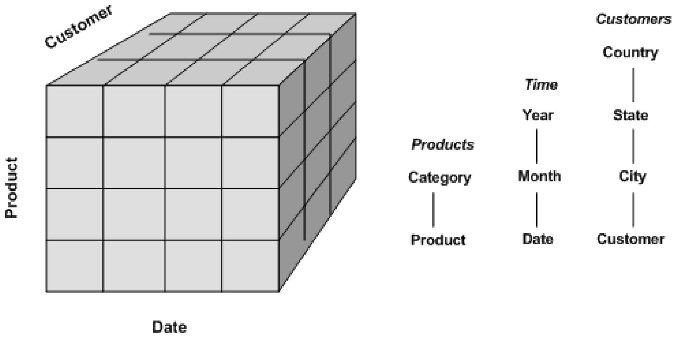 Customer
Product
Date
Products
Category
Product
Time
Year
Month
Date
Customers
Country
State
City
Customer